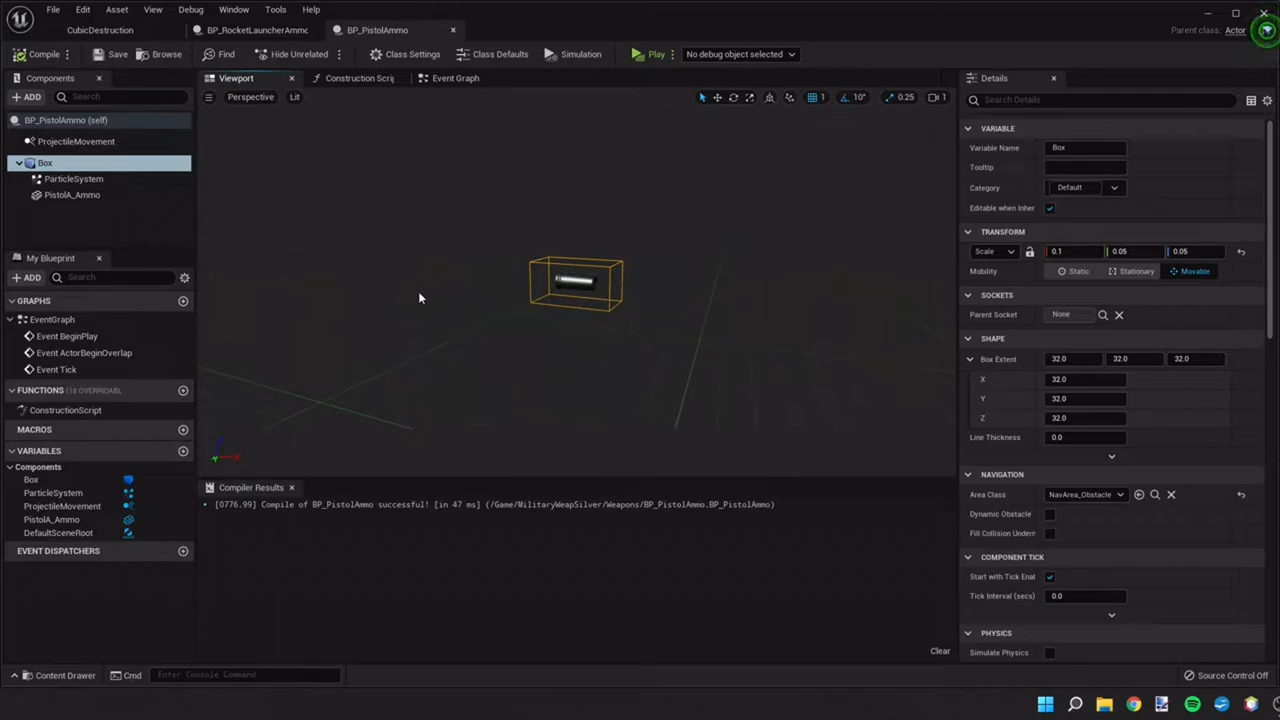 File Edit Asset View Debug Window Tools Help
CubicDestruction BP_RocketLauncherAmmo BP_PistolAmmo Parent class: Actor
Compile Save Browse Find Hide Unrelated Class Settings Class Defaults Simulation Play No debug object selected
Components
ADD Search
BP_PistolAmmo (self)
ProjectileMovement
Box
ParticleSystem
PistolA_Ammo
My Blueprint
ADD Search
GRAPHS
EventGraph
Event BeginPlay
Event ActorBeginOverlap
Event Tick
FUNCTIONS (18 OVERRIDABL
ConstructionScript
MACROS
VARIABLES
Components
Box
ParticleSystem
ProjectileMovement
PistolA_Ammo
DefaultSceneRoot
EVENT DISPATCHERS
Viewport Construction Scrip Event Graph
Perspective Lit 1 10° 0.25 1
Compiler Results
[0776.99] Compile of BP_PistolAmmo successful! [in 47 ms] (/Game/MilitaryWeapSilver/Weapons/BP_PistolAmmo.BP_PistolAmmo)
Clear
Details
Search Details
VARIABLE
Variable Name Box
Tooltip
Category Default
Editable when Inher
TRANSFORM
Scale 0.1 0.05 0.05
Mobility Static Stationary Movable
SOCKETS
Parent Socket None
SHAPE
Box Extent 32.0 32.0 32.0
X 32.0
Y 32.0
Z 32.0
Line Thickness 0.0
NAVIGATION
Area Class NavArea_Obstacle
Dynamic Obstacle
Fill Collision Undern
COMPONENT TICK
Start with Tick Enat
Tick Interval (secs) 0.0
PHYSICS
Simulate Physics
Content Drawer Cmd Enter Console Command Source Control Off